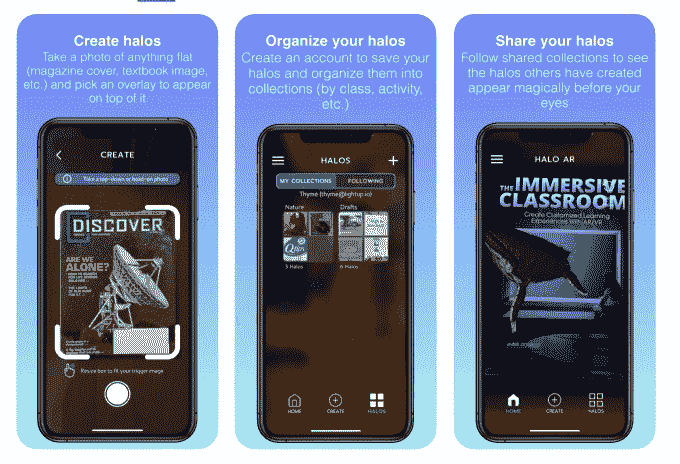 Create halos
Take a photo of anything flat
(magazine cover, textbook image,
etc.) and pick an overlay to appear
on top of it
CREATE
Take a top-down or head-on photo
DISCOVER
ARE WE
ALONE?
Resize box to fit your trigger image
Organize your halos
Create an account to save your
halos and organize them into
collections (by class, activity,
etc.)
HALOS
MY COLLECTIONS
FOLLOWING
Thyme (thyme@lightup.io)
Nature
Drafts
5 Halos
6 Halos
HOME
CREATE
HALOS
Share your halos
Follow shared collections to see
the halos others have created
appear magically before your
eyes
HALO AR
THE IMMERSIVE
CLASSROOM
Create Customized Learning
Experiences With AR/VR
HOME
CREATE
HALOS